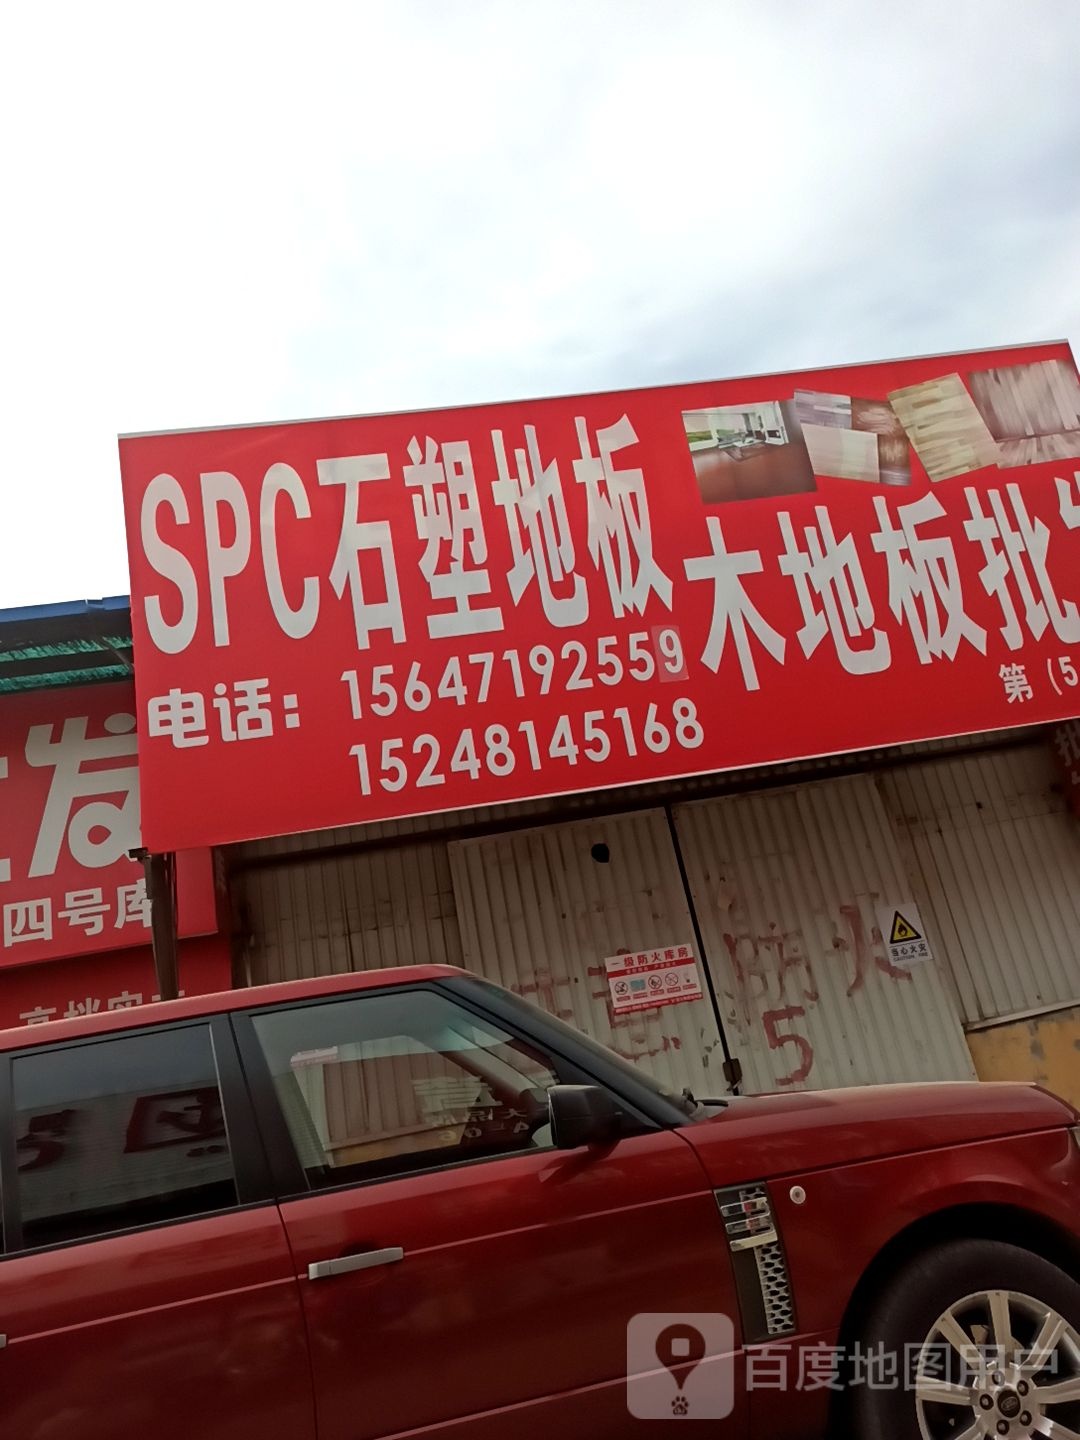 SPC石塑地板
木地板批
电话：15647192559
15248145168
第（5
发
四号库
一级防火库房
防火
5
当心火灾
百度地图用户